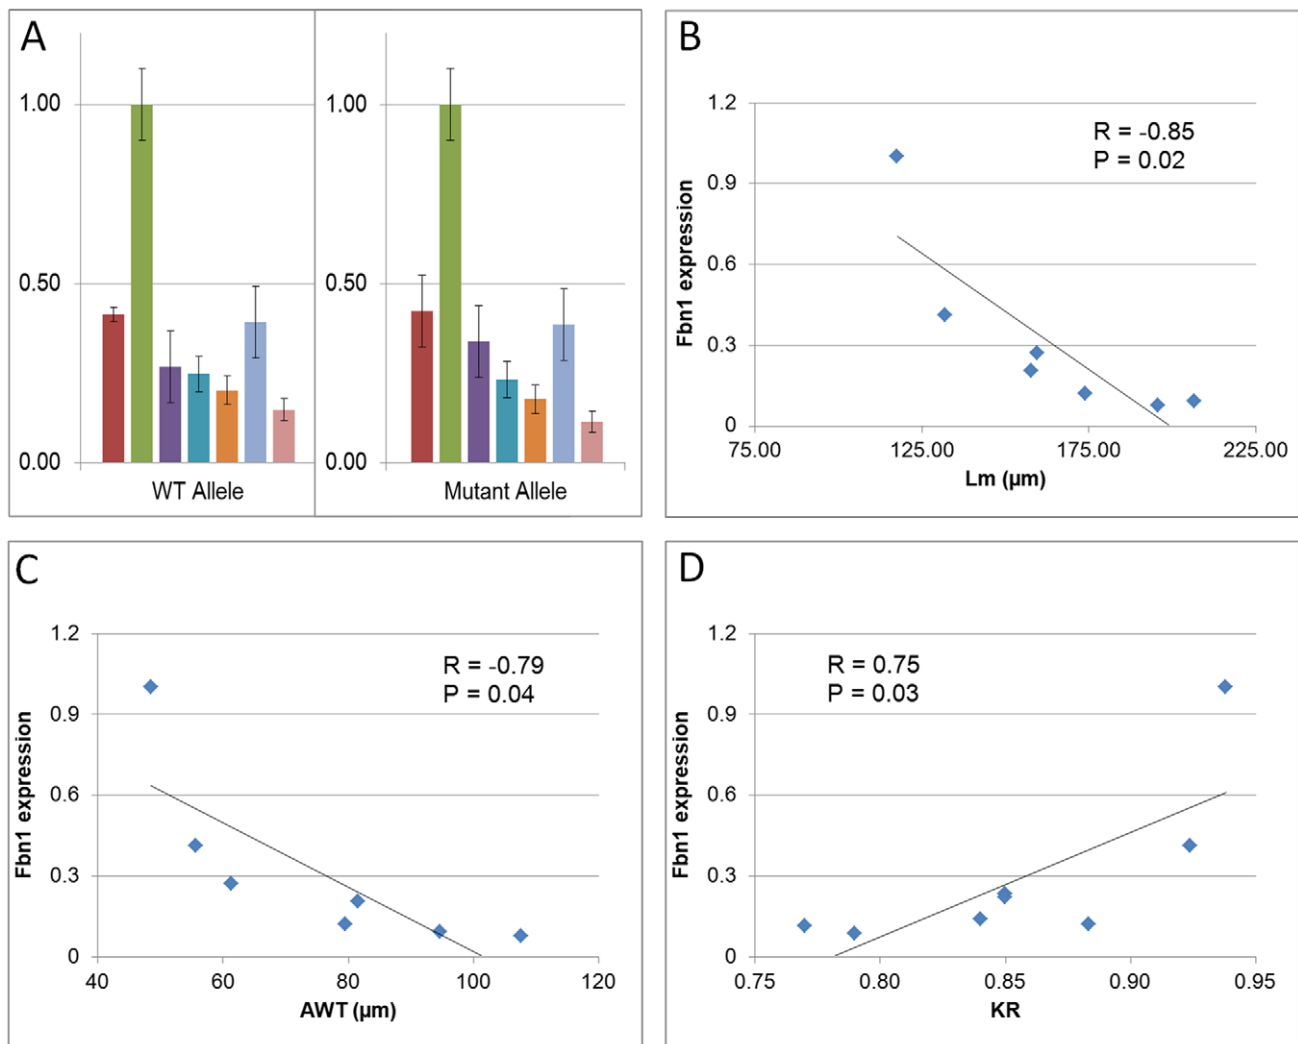 A
1.00
0.50
0.00
WT Allele
1.00
0.50
0.00
Mutant Allele
B
Fbn1 expression
1.2
0.9
0.6
0.3
0
R = -0.85
P = 0.02
75.00 125.00 175.00 225.00
Lm (µm)
C
Fbn1 expression
1.2
0.9
0.6
0.3
0
R = -0.79
P = 0.04
40 60 80 100 120
AWT (µm)
D
Fbn1 expression
1.2
0.9
0.6
0.3
0
R = 0.75
P = 0.03
0.75 0.80 0.85 0.90 0.95
KR